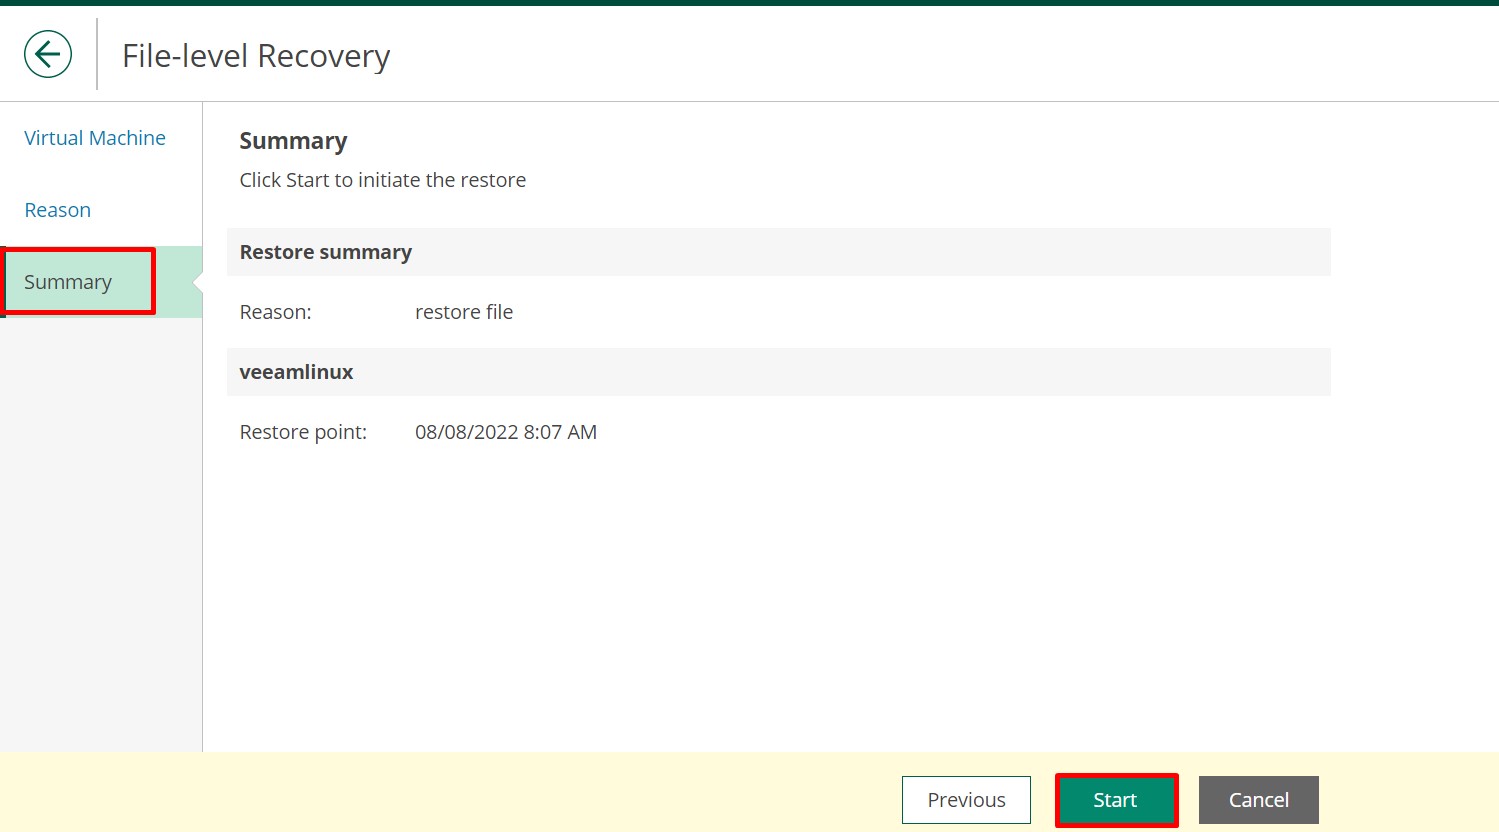 File-level Recovery
Virtual Machine
Reason
Summary
Summary
Click Start to initiate the restore
Restore summary
Reason: restore file
veeamlinux
Restore point: 08/08/2022 8:07 AM
Previous Start Cancel